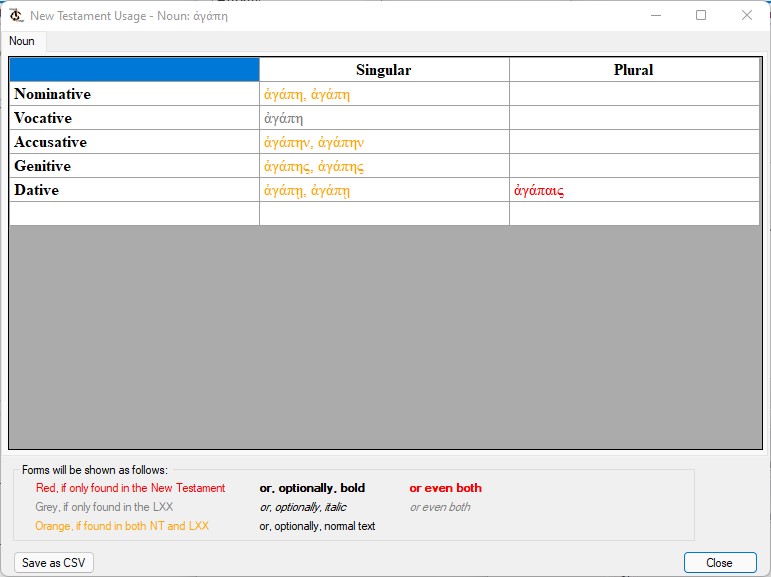 New Testament Usage - Noun: ἀγάπη
Noun
Singular Plural
Nominative ἀγάπη, ἀγάπη
Vocative ἀγάπη
Accusative ἀγάπην, ἀγάπην
Genitive ἀγάπης, ἀγάπης
Dative ἀγάπῃ, ἀγάπῃ ἀγάπαις
Forms will be shown as follows:
Red, if only found in the New Testament or, optionally, bold or even both
Grey, if only found in the LXX or, optionally, italic or even both
Orange, if found in both NT and LXX or, optionally, normal text
Save as CSV Close